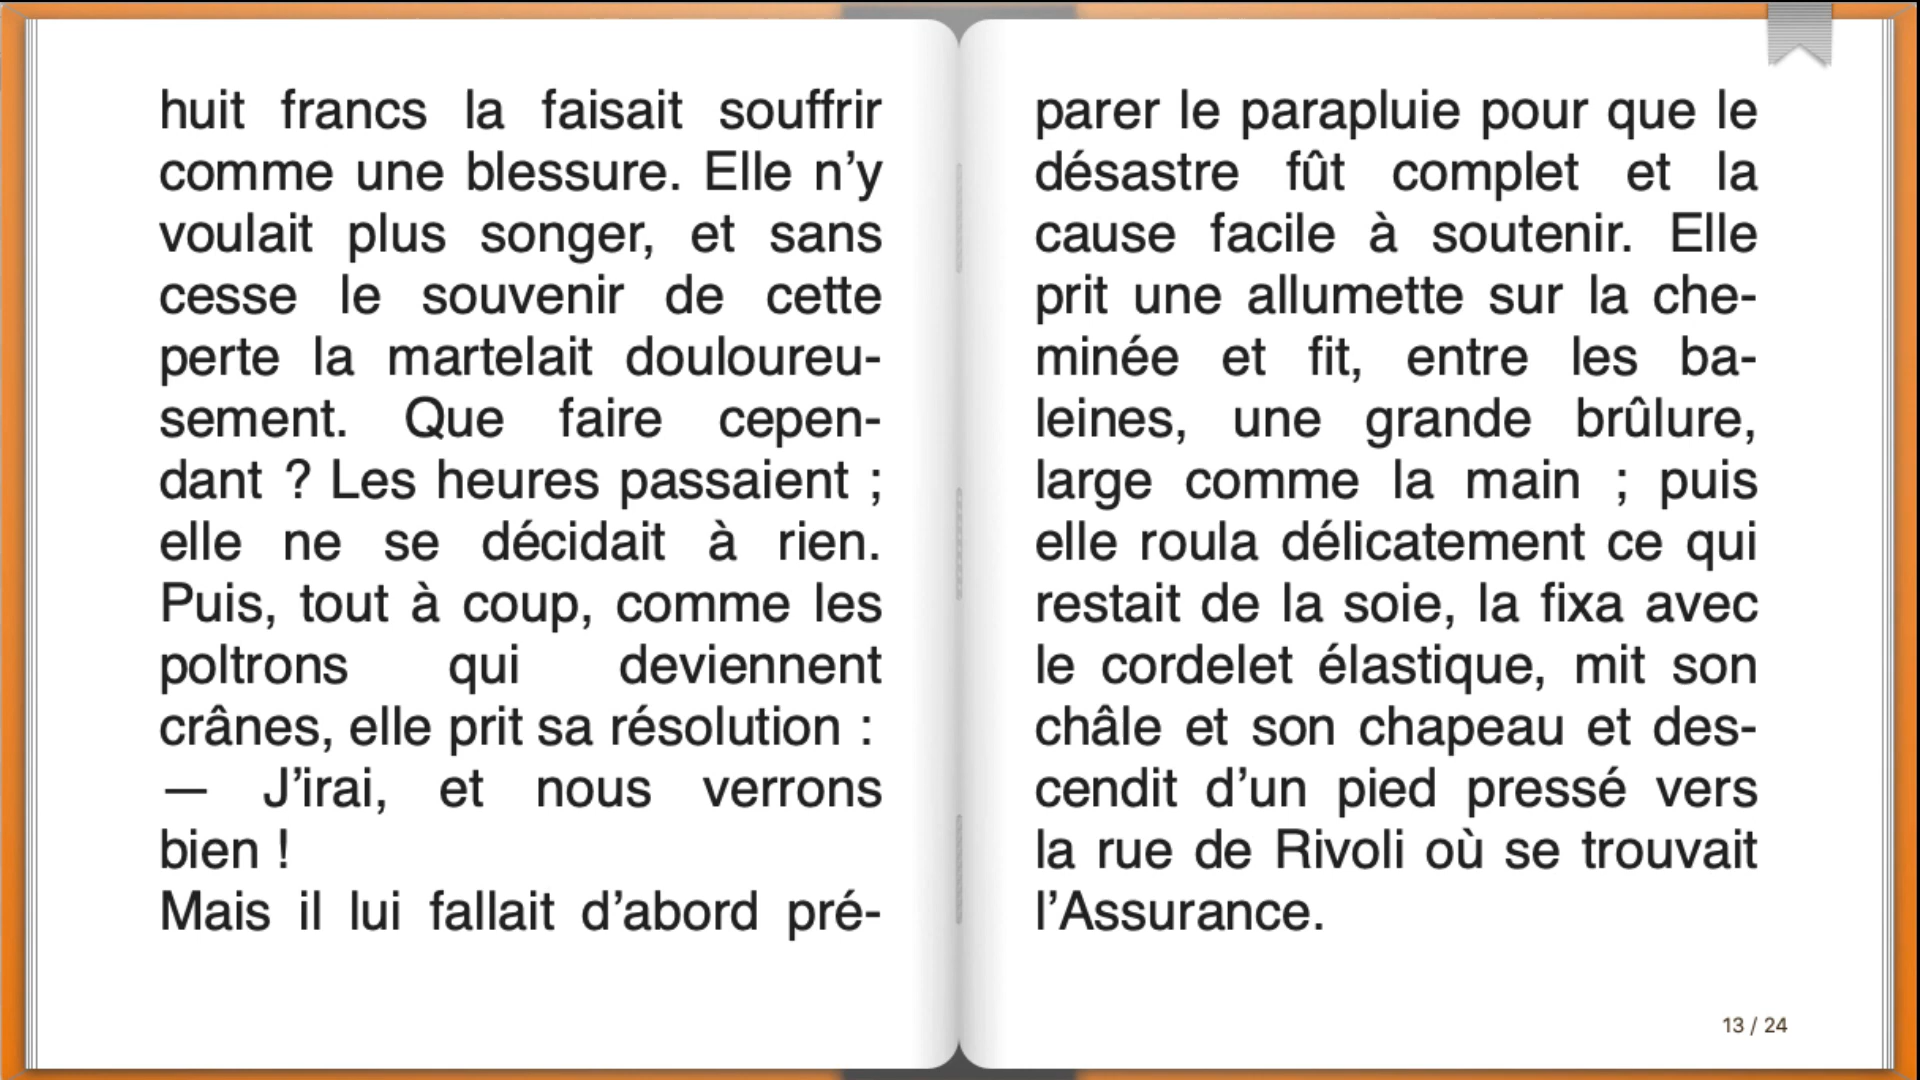 huit francs la faisait souffrir
comme une blessure. Elle n’y
voulait plus songer, et sans
cesse le souvenir de cette
perte la martelait douloureu-
sement. Que faire cepen-
dant ? Les heures passaient ;
elle ne se décidait à rien.
Puis, tout à coup, comme les
poltrons qui deviennent
crânes, elle prit sa résolution :
— J’irai, et nous verrons
bien !
Mais il lui fallait d’abord pré-
parer le parapluie pour que le
désastre fût complet et la
cause facile à soutenir. Elle
prit une allumette sur la che-
minée et fit, entre les ba-
leines, une grande brûlure,
large comme la main ; puis
elle roula délicatement ce qui
restait de la soie, la fixa avec
le cordelet élastique, mit son
châle et son chapeau et des-
cendit d’un pied pressé vers
la rue de Rivoli où se trouvait
l’Assurance.
13 / 24